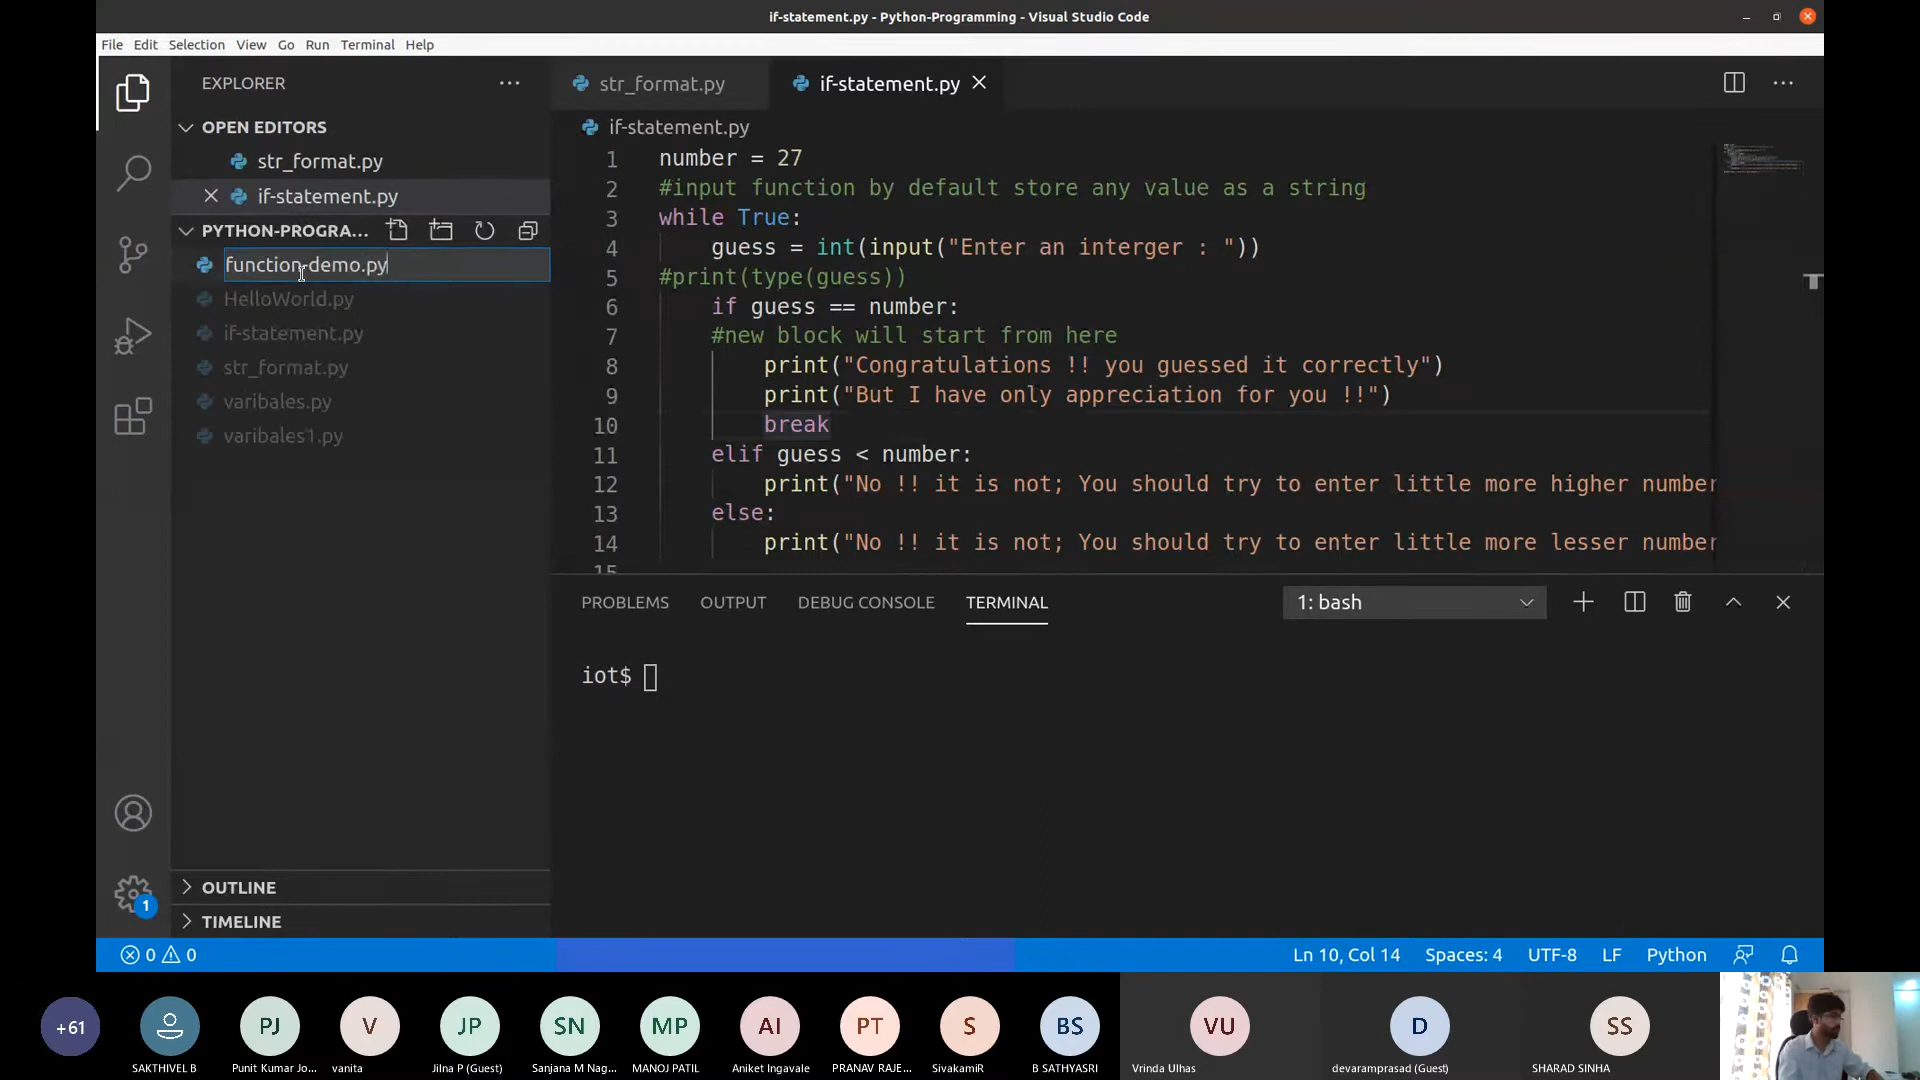 if-statement.py - Python-Programming - Visual Studio Code
File Edit Selection View Go Run Terminal Help
EXPLORER
str_format.py
if-statement.py
OPEN EDITORS
if-statement.py
str_format.py
if-statement.py
PYTHON-PROGRA...
function-demo.py
HelloWorld.py
if-statement.py
str_format.py
varibales.py
varibales1.py
1 number = 27
2 #input function by default store any value as a string
3 while True:
4 guess = int(input("Enter an interger : "))
5 #print(type(guess))
6 if guess == number:
7 #new block will start from here
8 print("Congratulations !! you guessed it correctly")
9 print("But I have only appreciation for you !!")
10 break
11 elif guess < number:
12 print("No !! it is not; You should try to enter little more higher number
13 else:
14 print("No !! it is not; You should try to enter little more lesser number
15
PROBLEMS OUTPUT DEBUG CONSOLE TERMINAL
1: bash
iot$
OUTLINE
TIMELINE
1
0 0
Ln 10, Col 14 Spaces: 4 UTF-8 LF Python
+61 PJ V JP SN MP AI PT S BS VU D SS
SAKTHIVEL B Punit Kumar Jo... vanita Jilna P (Guest) Sanjana M Nag... MANOJ PATIL Aniket Ingavale PRANAV RAJE... SivakamiR B SATHYASRI Vrinda Ulhas devaramprasad (Guest) SHARAD SINHA